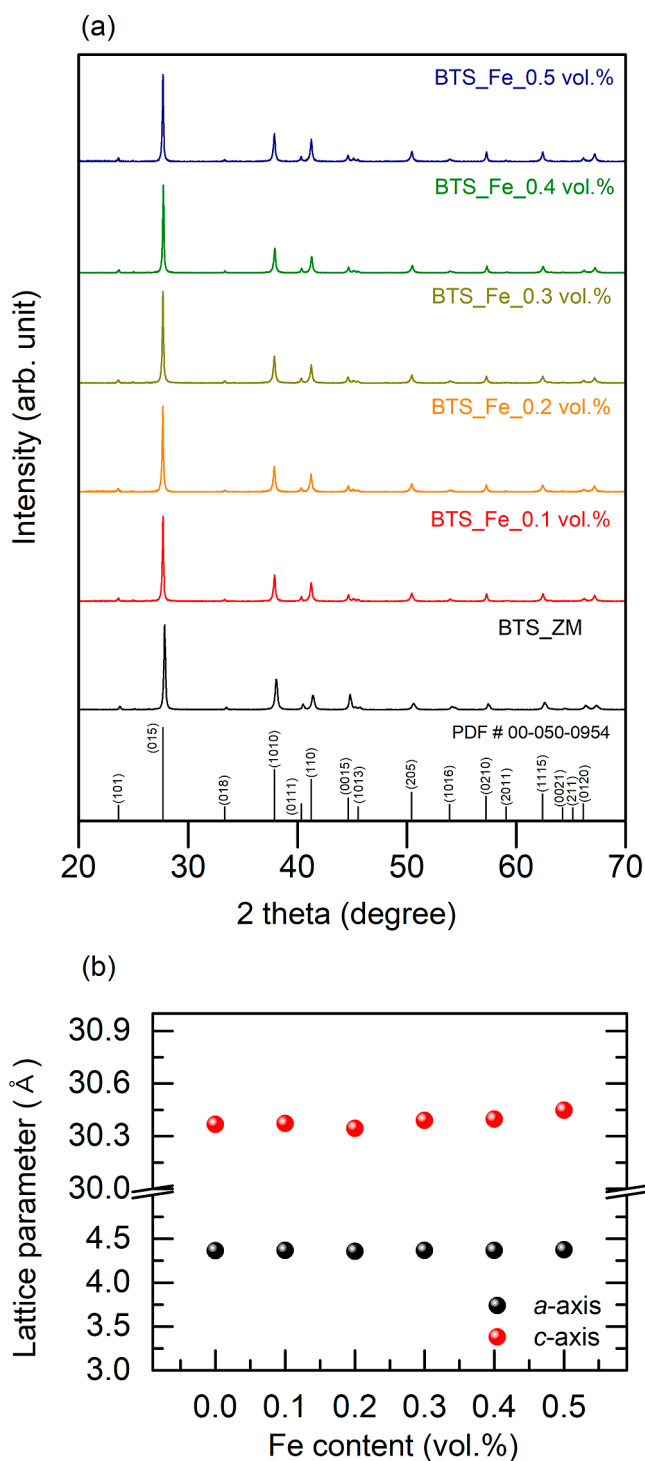 (a)
BTS_Fe_0.5 vol.%
BTS_Fe_0.4 vol.%
BTS_Fe_0.3 vol.%
BTS_Fe_0.2 vol.%
BTS_Fe_0.1 vol.%
BTS_ZM
PDF # 00-050-0954
(101)
(015)
(018)
(1010)
(0111)
(110)
(0015)
(1013)
(205)
(1016)
(0210)
(2011)
(1115)
(0021)
(211)
(0120)
Intensity (arb. unit)
20 30 40 50 60 70
2 theta (degree)
(b)
30.9
30.6
30.3
30.0
4.5
4.25
3.5
3.0
Lattice parameter ( Å )
a-axis
c-axis
0.0 0.1 0.2 0.3 0.4 0.5
Fe content (vol.%)